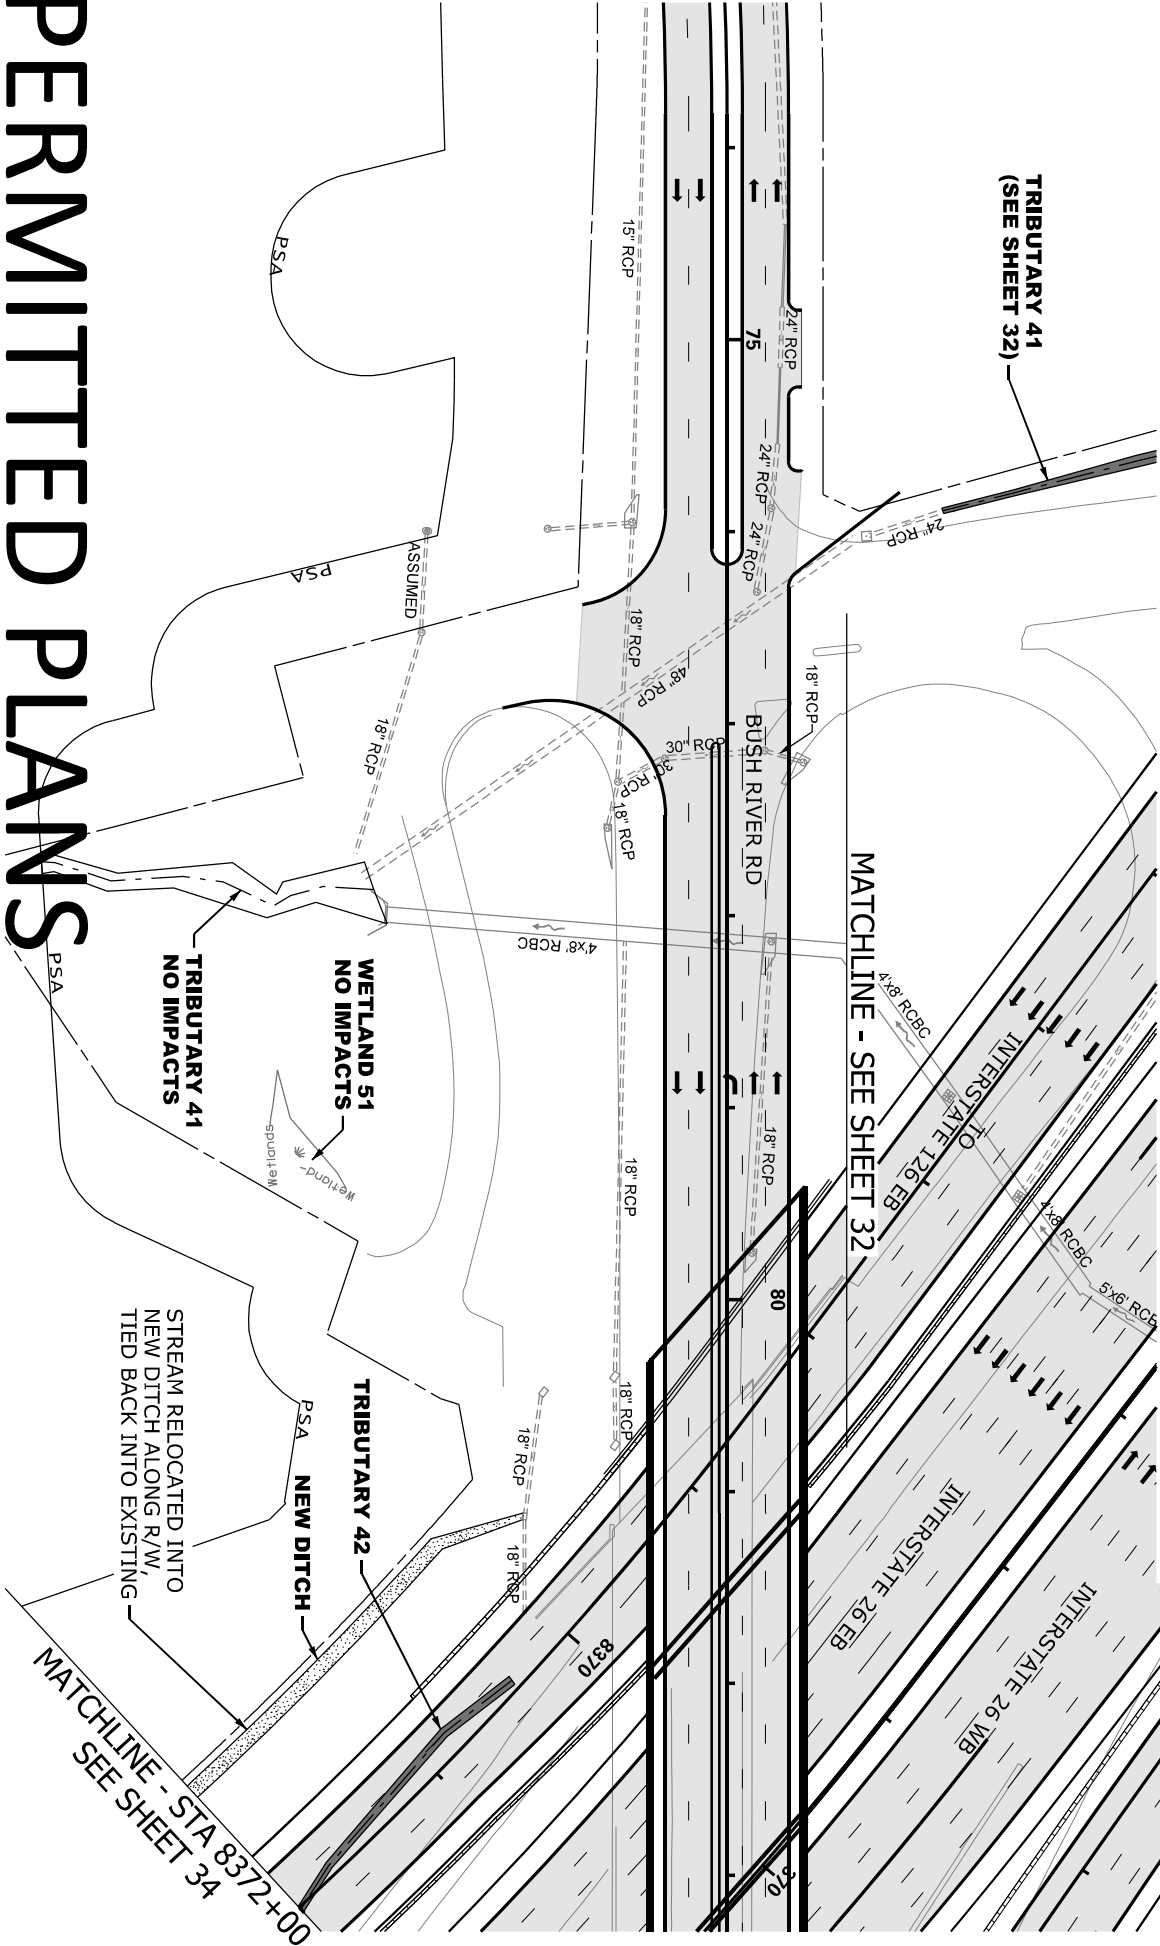 PERMITTED PLANS
TRIBUTARY 41
(SEE SHEET 32)
15" RCP
PSA
75
24" RCP
24" RCP
24" RCP
24" RCP
ASSUMED
PSA
18" RCP
18" RCP
48" RCP
18" RCP
30" RCP
30" RCP
18" RCP
BUSH RIVER RD
MATCHLINE - SEE SHEET 32
4'x8' RCBC
4'x8' RCBC
4'x8' RCBC
5'x6' RCB
TO
INTERSTATE 126 EB
PSA
TRIBUTARY 41
NO IMPACTS
WETLAND 51
NO IMPACTS
Wetlands
Wetland-
18" RCP
18" RCP
80
18" RCP
18" RCP
18" RCP
PSA
STREAM RELOCATED INTO
NEW DITCH ALONG R/W,
TIED BACK INTO EXISTING
NEW DITCH
TRIBUTARY 42
8370
370
INTERSTATE 26 EB
INTERSTATE 26 WB
MATCHLINE - STA 8372+00
SEE SHEET 34